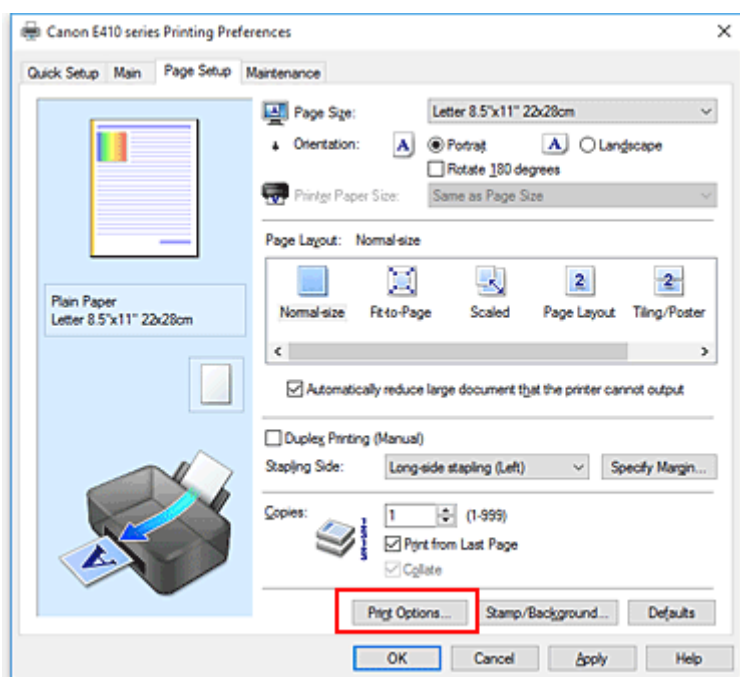 Canon E410 series Printing Preferences
Quick Setup Main Page Setup Maintenance
Page Size: Letter 8.5"x11" 22x28cm
Orientation: A Portrait A Landscape
Rotate 180 degrees
Printer Paper Size: Same as Page Size
Page Layout: Normal-size
2 2
Normal-size Fit-to-Page Scaled Page Layout Tiling/Poster
Plain Paper
Letter 8.5"x11" 22x28cm
Automatically reduce large document that the printer cannot output
Duplex Printing (Manual)
Stapling Side: Long-side stapling (Left) Specify Margin...
Copies: 1 (1-999)
Print from Last Page
Collate
A
Print Options... Stamp/Background... Defaults
OK Cancel Apply Help